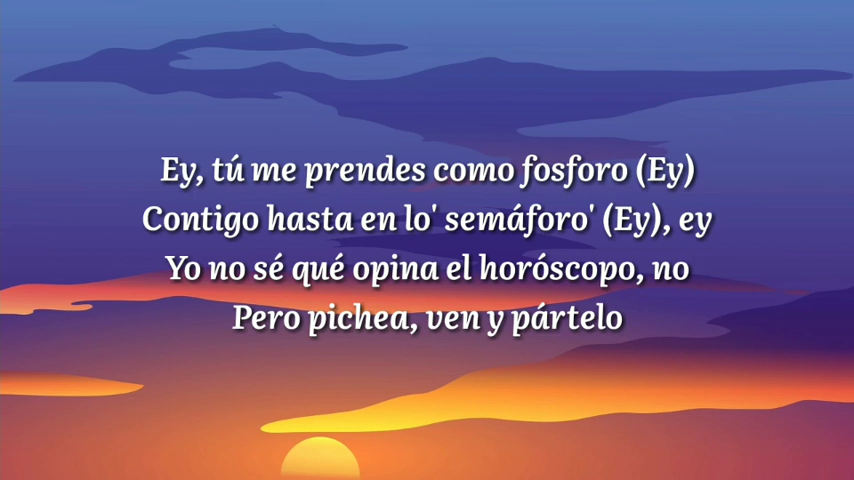 Ey, tú me prendes como fosforo (Ey)
Contigo hasta en lo' semáforo' (Ey), ey
Yo no sé qué opina el horóscopo, no
Pero pichea, ven y pártelo